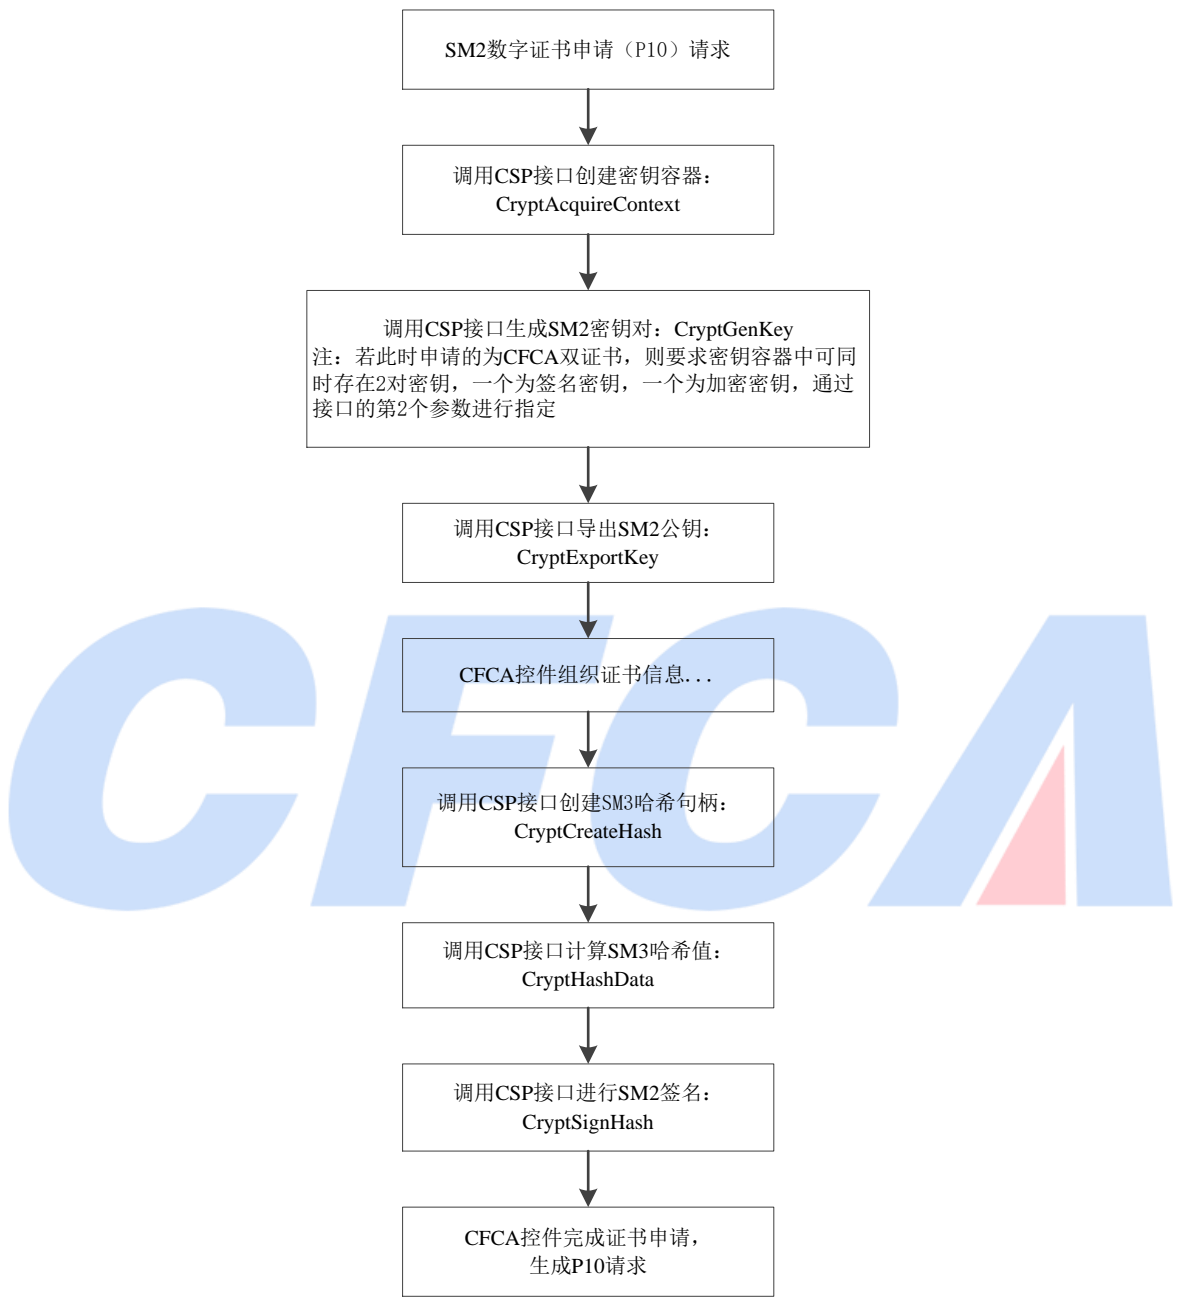 SM2数字证书申请（P10）请求
调用CSP接口创建密钥容器：
CryptAcquireContext
调用CSP接口生成SM2密钥对：CryptGenKey
注：若此时申请的为CFCA双证书，则要求密钥容器中可同
时存在2对密钥，一个为签名密钥，一个为加密密钥，通过
接口的第2个参数进行指定
调用CSP接口导出SM2公钥：
CryptExportKey
CFCA控件组织证书信息...
调用CSP接口创建SM3哈希句柄：
CryptCreateHash
调用CSP接口计算SM3哈希值：
CryptHashData
调用CSP接口进行SM2签名：
CryptSignHash
CFCA控件完成证书申请，
生成P10请求
CFCA